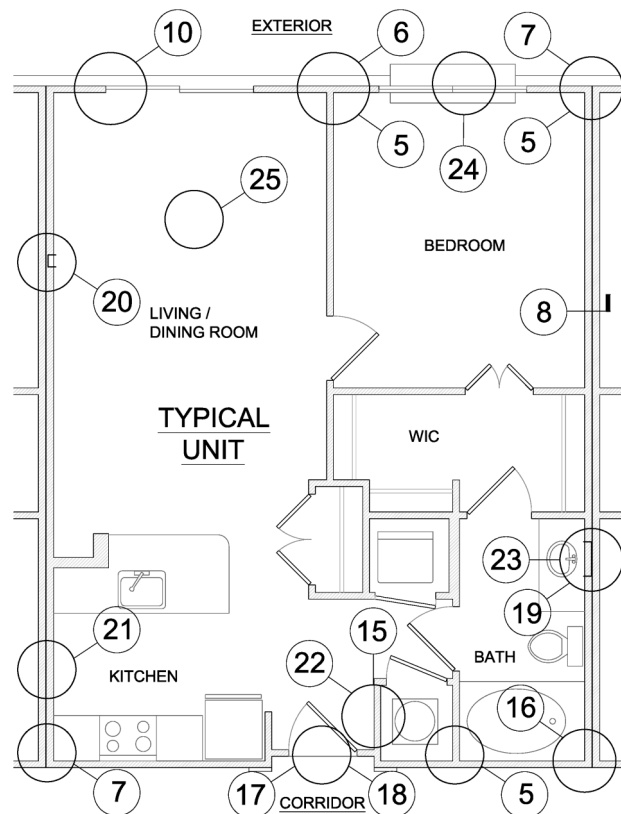 EXTERIOR
10
6
7
5
5
24
25
BEDROOM
20
8
LIVING /
DINING ROOM
TYPICAL
UNIT
WIC
23
19
21
15
22
BATH
KITCHEN
16
7
17
18
5
CORRIDOR